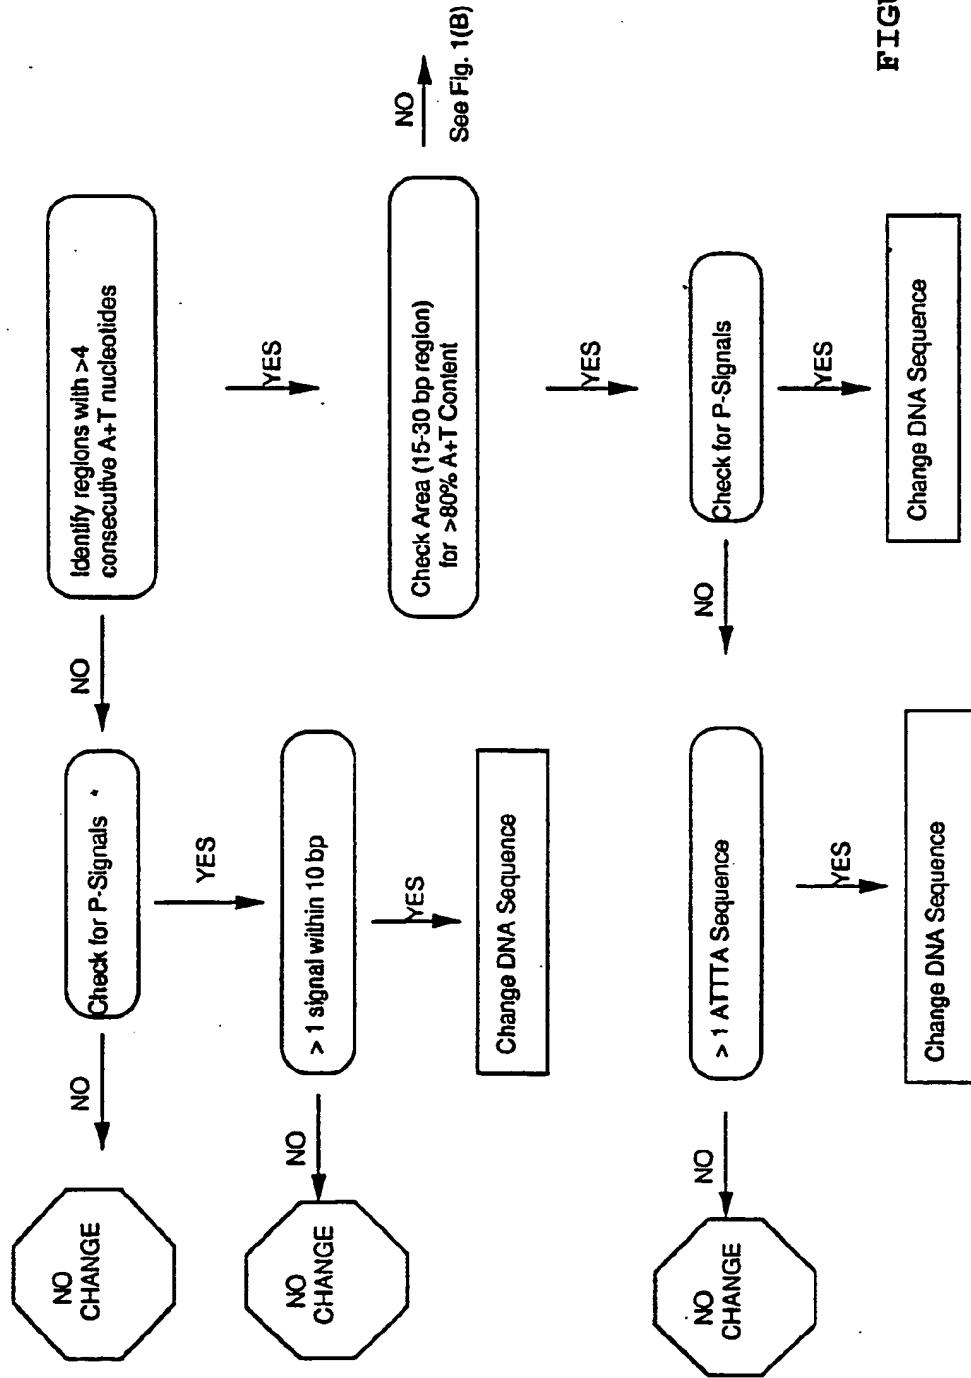 NO
CHANGE
NO
Check for P-Signals *
NO
Identify regions with >4
consecutive A+T nucleotides
YES
YES
NO
CHANGE
NO
> 1 signal within 10 bp
Check Area (15-30 bp region)
for >80% A+T Content
NO
See Fig. 1(B)
YES
Change DNA Sequence
YES
NO
CHANGE
NO
> 1 ATTTA Sequence
NO
Check for P-Signals
YES
YES
Change DNA Sequence
Change DNA Sequence
FIGU